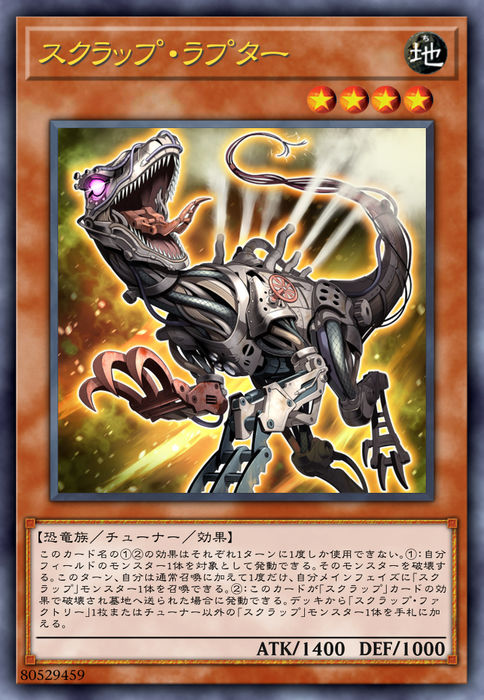 スクラップ・ラプター
ち
地
【恐竜族／チューナー／効果】
このカード名の①②の効果はそれぞれ1ターンに1度しか使用できない。①：自分
フィールドのモンスター1体を対象として発動できる。そのモンスターを破壊す
る。このターン、自分は通常召喚に加えて1度だけ、自分メインフェイズに「スク
ラップ」モンスター1体を召喚できる。②：このカードが「スクラップ」カードの効
果で破壊され墓地へ送られた場合に発動できる。デッキから「スクラップ・ファ
クトリー」1枚またはチューナー以外の「スクラップ」モンスター1体を手札に加
える。
ATK/1400 DEF/1000
80529459